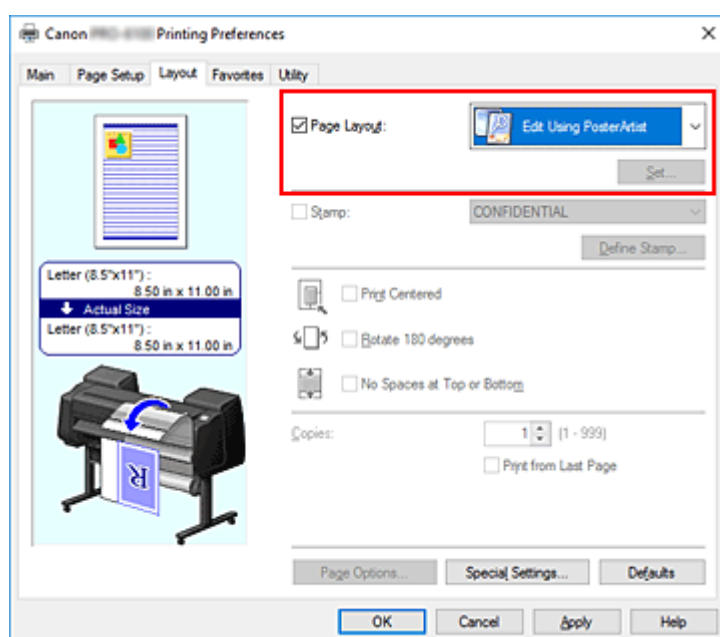 Canon Printing Preferences
Main Page Setup Layout Favorites Utility
Page Layout: Edit Using PosterArtist
Set...
Stamp: CONFIDENTIAL
Define Stamp...
Letter (8.5"x11") :
8.50 in x 11.00 in
Actual Size
Letter (8.5"x11") :
8.50 in x 11.00 in
Print Centered
Rotate 180 degrees
No Spaces at Top or Bottom
Copies: 1 (1 - 999)
Print from Last Page
R
Page Options... Special Settings... Defaults
OK Cancel Apply Help